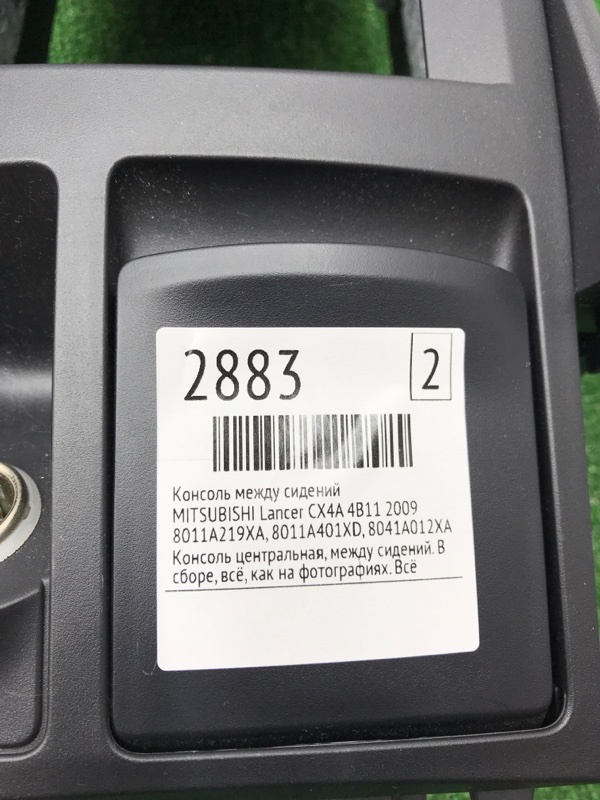 2883
2
Консоль между сидений
MITSUBISHI Lancer CX4A 4B11 2009
8011A219XA, 8011A401XD, 8041A012XA
Консоль центральная, между сидений. В
сборе, всё, как на фотографиях. Всё